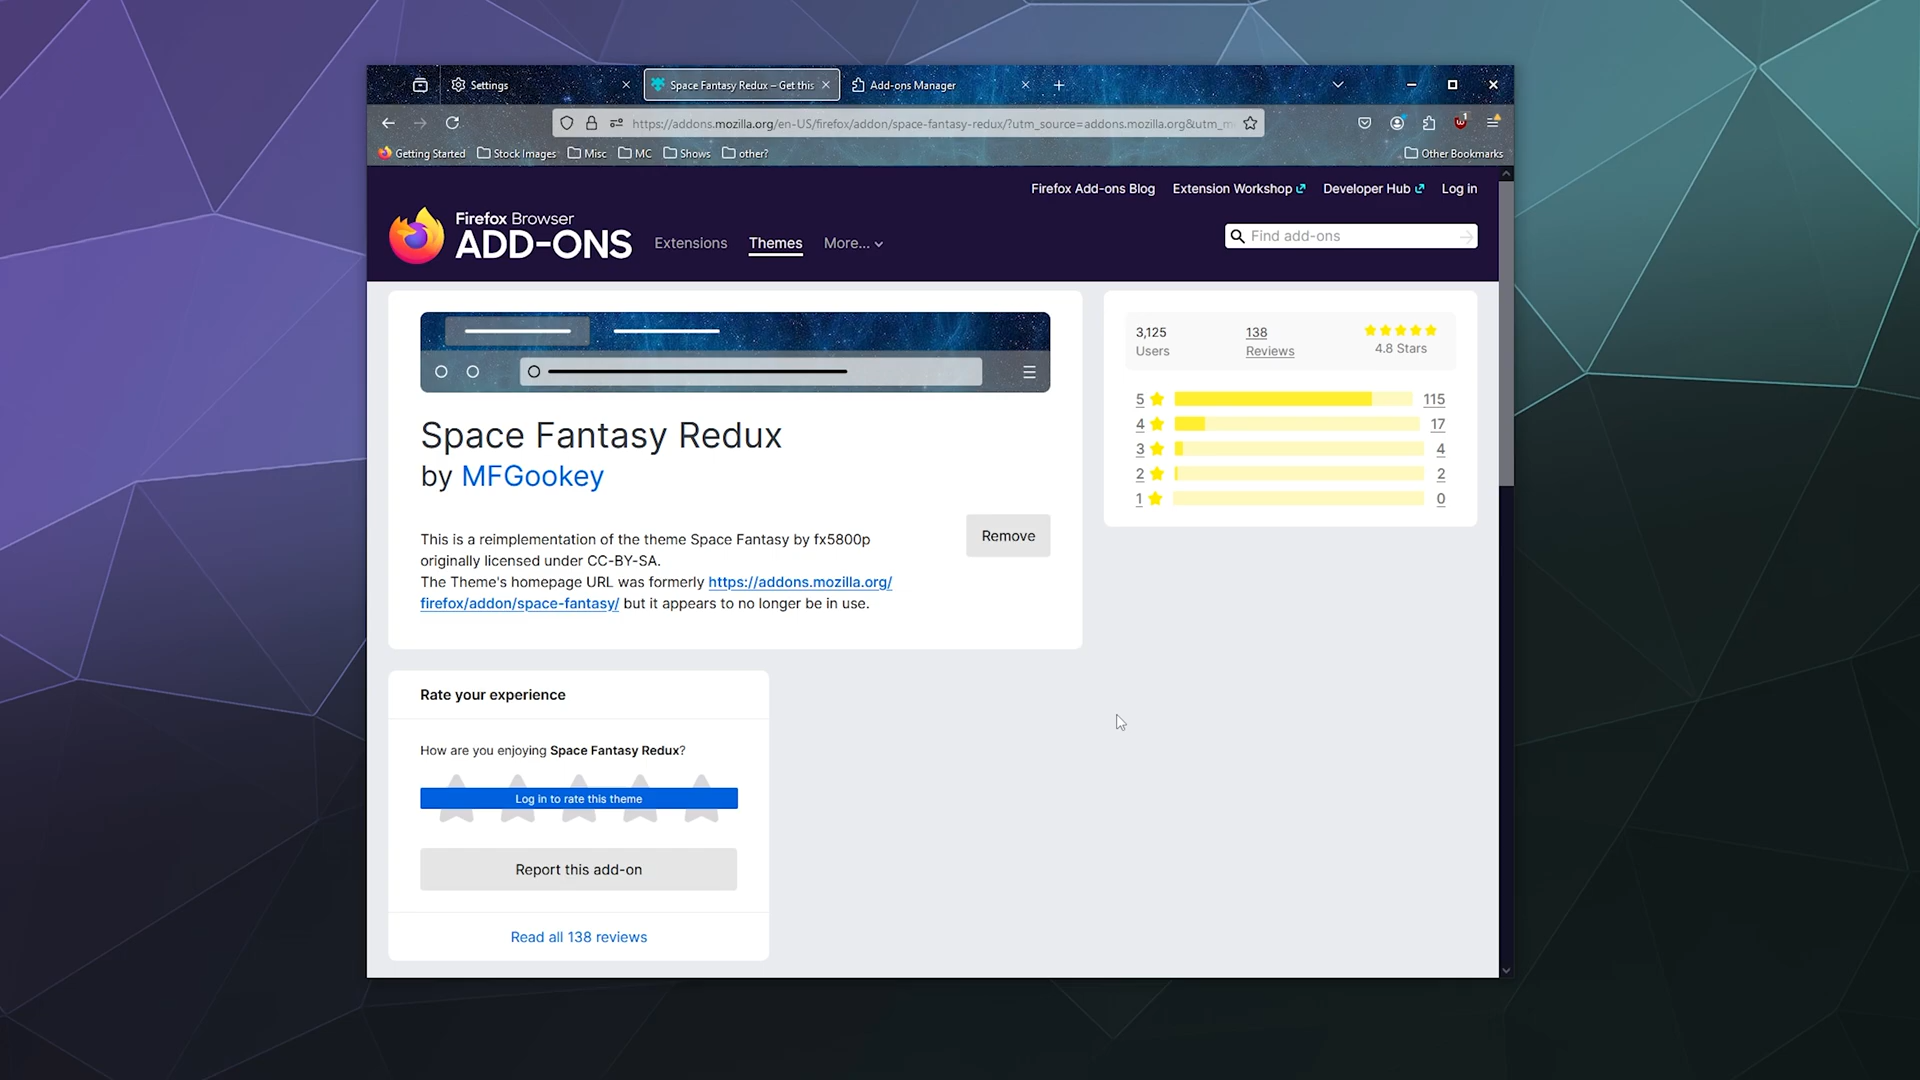 Settings
Space Fantasy Redux – Get this
Add-ons Manager
https://addons.mozilla.org/en-US/firefox/addon/space-fantasy-redux/?utm_source=addons.mozilla.org&utm_m
1
Getting Started
Stock Images
Misc
MC
Shows
other?
Other Bookmarks
Firefox Add-ons Blog
Extension Workshop
Developer Hub
Log in
Firefox Browser
ADD-ONS
Extensions
Themes
More...
Find add-ons
3,125
Users
138
Reviews
4.8 Stars
5 115
4 17
3 4
2 2
1 0
Space Fantasy Redux
by MFGookey
This is a reimplementation of the theme Space Fantasy by fx5800p
originally licensed under CC-BY-SA.
The Theme's homepage URL was formerly https://addons.mozilla.org/
firefox/addon/space-fantasy/ but it appears to no longer be in use.
Remove
Rate your experience
How are you enjoying Space Fantasy Redux?
Log in to rate this theme
Report this add-on
Read all 138 reviews